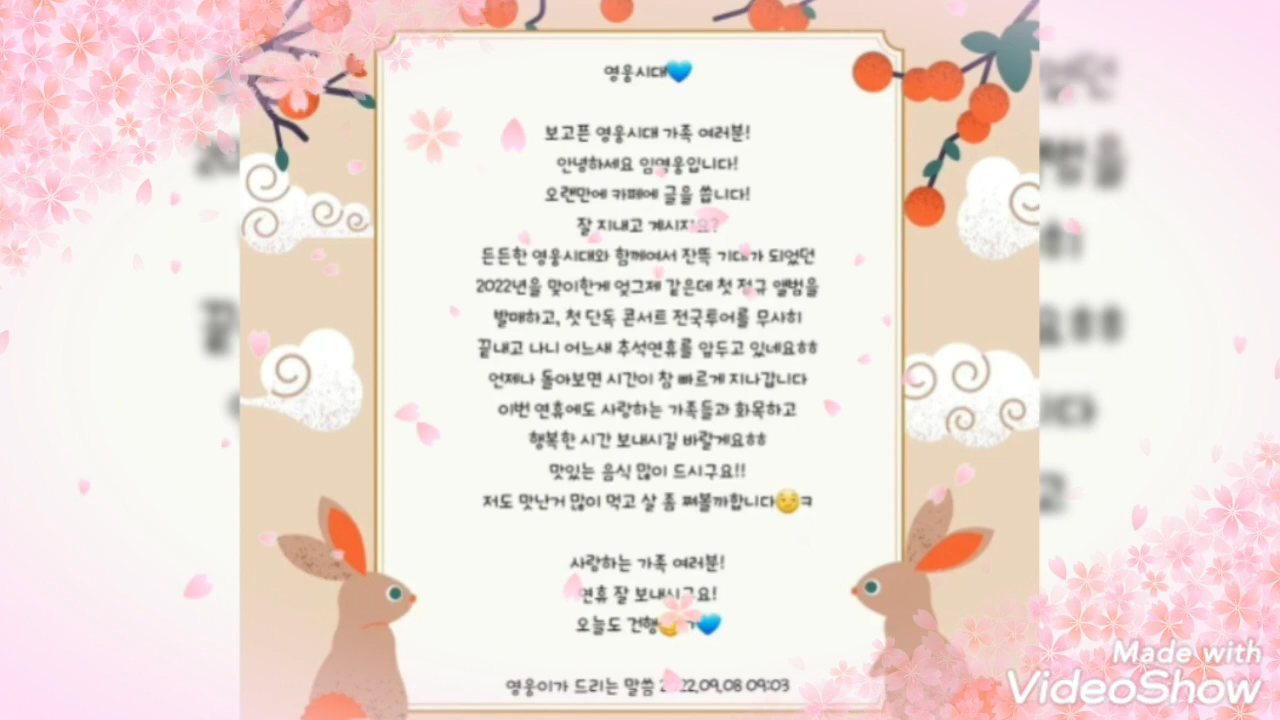 영웅시대💙
보고픈 영웅시대 가족 여러분!
안녕하세요 임영웅입니다!
오랜만에 카페에 글을 씁니다!
잘 지내고 계시지요?
든든한 영웅시대와 함께여서 잔뜩 기대가 되었던
2022년을 맞이한게 엊그제 같은데 첫 정규 앨범을
발매하고, 첫 단독 콘서트 전국투어를 무사히
끝내고 나니 어느새 추석연휴를 앞두고 있네요ㅎㅎ
언제나 돌아보면 시간이 참 빠르게 지나갑니다
이번 연휴에도 사랑하는 가족들과 화목하고
행복한 시간 보내시길 바랄게요ㅎㅎ
맛있는 음식 많이 드시구요!!
저도 맛난거 많이 먹고 살 좀 쪄볼까합니다😏ㅋ
사랑하는 가족 여러분!
연휴 잘 보내시구요!
오늘도 건행 💙
영웅이가 드리는 말씀 2022.09.08 09:03
Made with
VideoShow